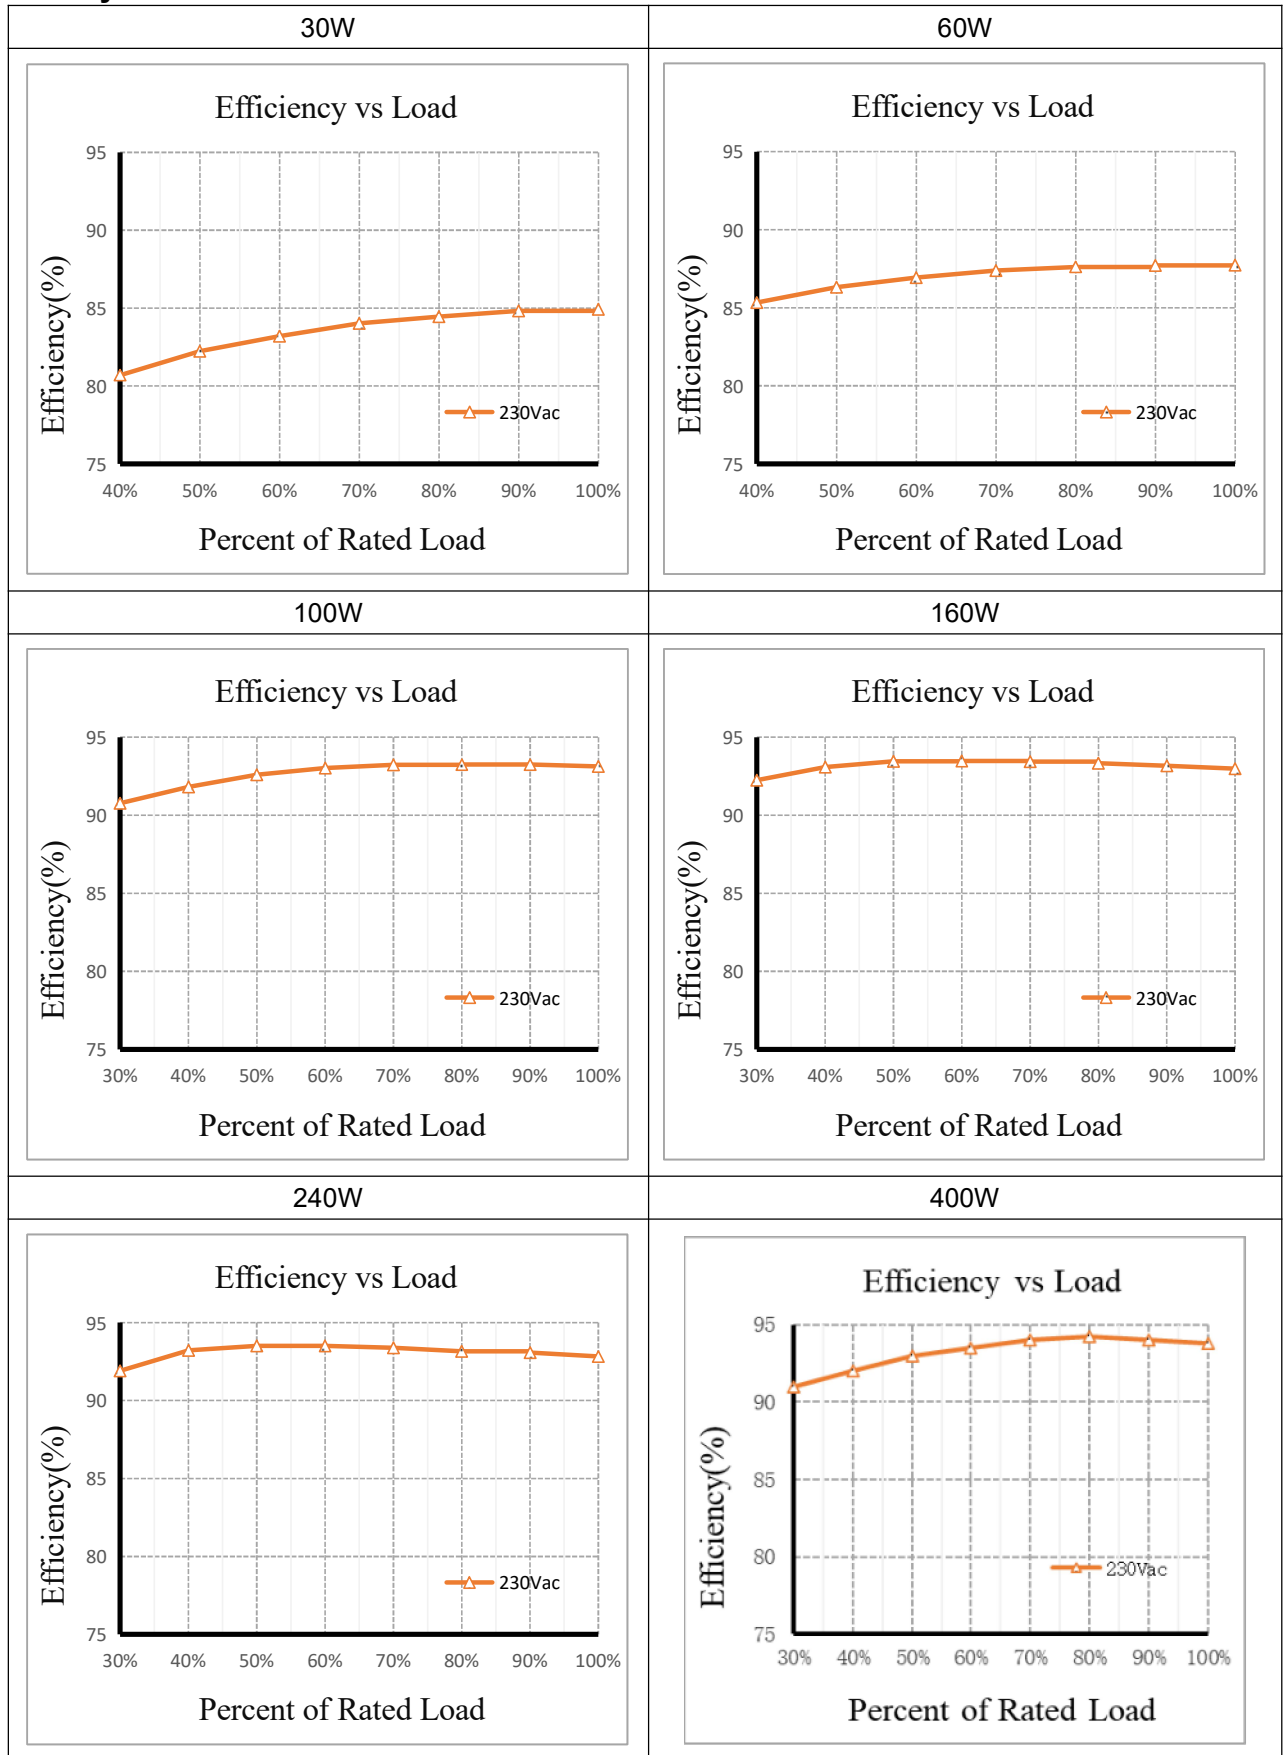 30W
60W
Efficiency vs Load
95
90
85
80
75
40% 50% 60% 70% 80% 90% 100%
Efficiency(%)
Percent of Rated Load
230Vac
Efficiency vs Load
95
90
85
80
75
40% 50% 60% 70% 80% 90% 100%
Efficiency(%)
Percent of Rated Load
230Vac
100W
160W
Efficiency vs Load
95
90
85
80
75
30% 40% 50% 60% 70% 80% 90% 100%
Efficiency(%)
Percent of Rated Load
230Vac
Efficiency vs Load
95
90
85
80
75
30% 40% 50% 60% 70% 80% 90% 100%
Efficiency(%)
Percent of Rated Load
230Vac
240W
400W
Efficiency vs Load
95
90
85
80
75
30% 40% 50% 60% 70% 80% 90% 100%
Efficiency(%)
Percent of Rated Load
230Vac
Efficiency vs Load
95
90
85
80
75
30% 40% 50% 60% 70% 80% 90% 100%
Efficiency(%)
Percent of Rated Load
230Vac